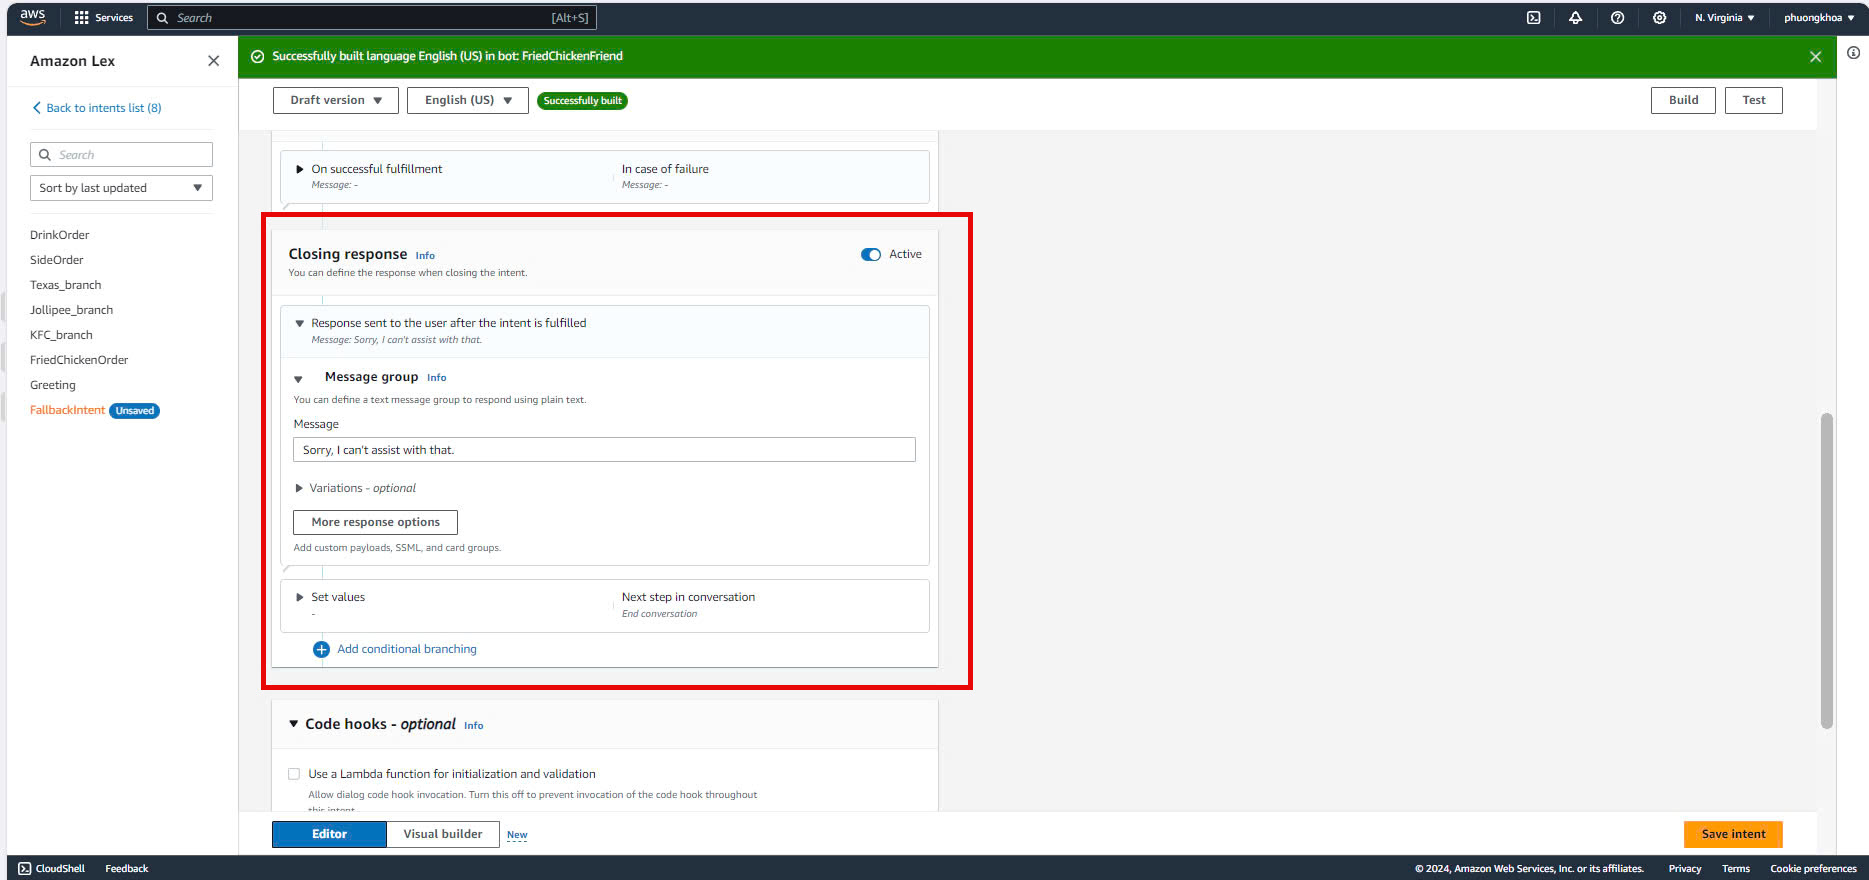 aws
Services
Search
[Alt+S]
N. Virginia
phuongkhoa
Amazon Lex
Back to intents list (8)
Search
Sort by last updated
DrinkOrder
SideOrder
Texas_branch
Jollipee_branch
KFC_branch
FriedChickenOrder
Greeting
FallbackIntent Unsaved
Successfully built language English (US) in bot: FriedChickenFriend
Draft version
English (US)
Successfully built
Build
Test
On successful fulfillment
Message: -
In case of failure
Message: -
Closing response Info
Active
You can define the response when closing the intent.
Response sent to the user after the intent is fulfilled
Message: Sorry, I can't assist with that.
Message group Info
You can define a text message group to respond using plain text.
Message
Sorry, I can't assist with that.
Variations - optional
More response options
Add custom payloads, SSML, and card groups.
Set values
-
Next step in conversation
End conversation
Add conditional branching
Code hooks - optional Info
Use a Lambda function for initialization and validation
Allow dialog code hook invocation. Turn this off to prevent invocation of the code hook throughout
this intent.
Editor
Visual builder
New
Save intent
CloudShell
Feedback
© 2024, Amazon Web Services, Inc. or its affiliates.
Privacy
Terms
Cookie preferences